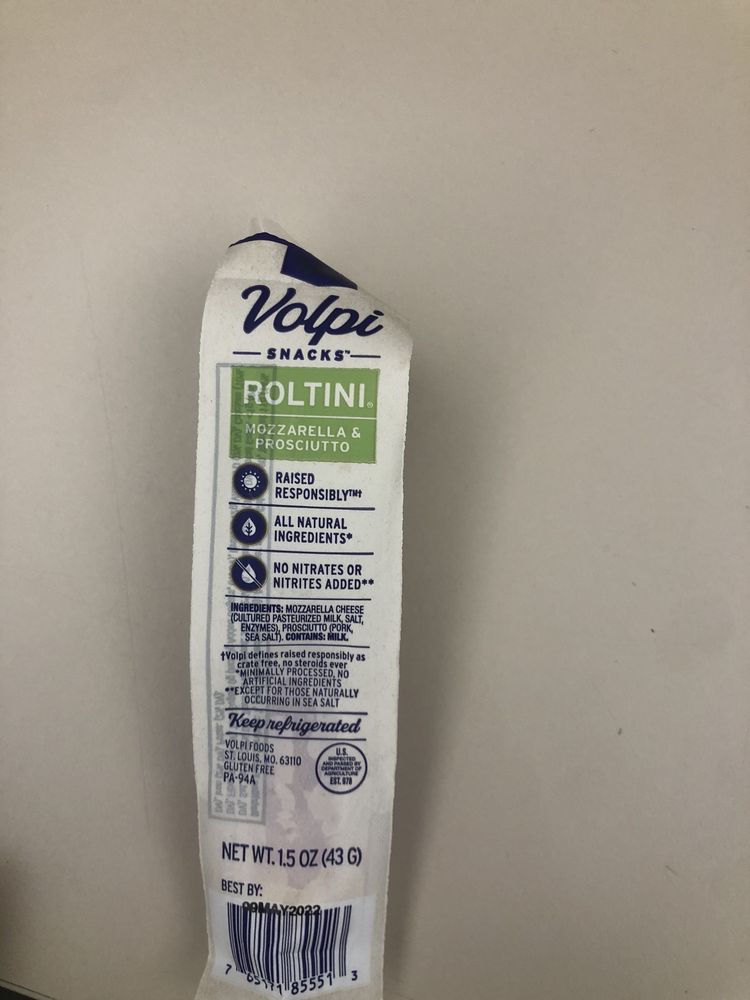 Volpi
SNACKS™
ROLTINI®
MOZZARELLA &
PROSCIUTTO
RAISED
RESPONSIBLY™†
ALL NATURAL
INGREDIENTS*
NO NITRATES OR
NITRITES ADDED**
INGREDIENTS: MOZZARELLA CHEESE
(CULTURED PASTEURIZED MILK, SALT,
ENZYMES), PROSCIUTTO (PORK,
SEA SALT). CONTAINS: MILK.
†Volpi defines raised responsibly as
crate free, no steroids ever
*MINIMALLY PROCESSED, NO
ARTIFICIAL INGREDIENTS
**EXCEPT FOR THOSE NATURALLY
OCCURRING IN SEA SALT
Keep refrigerated
VOLPI FOODS
ST. LOUIS, MO, 63110
GLUTEN FREE
PA-94A
U.S.
INSPECTED
AND PASSED BY
DEPARTMENT OF
AGRICULTURE
EST. 978
NET WT. 1.5 OZ (43 G)
BEST BY:
09MAY2022
7 85551 3